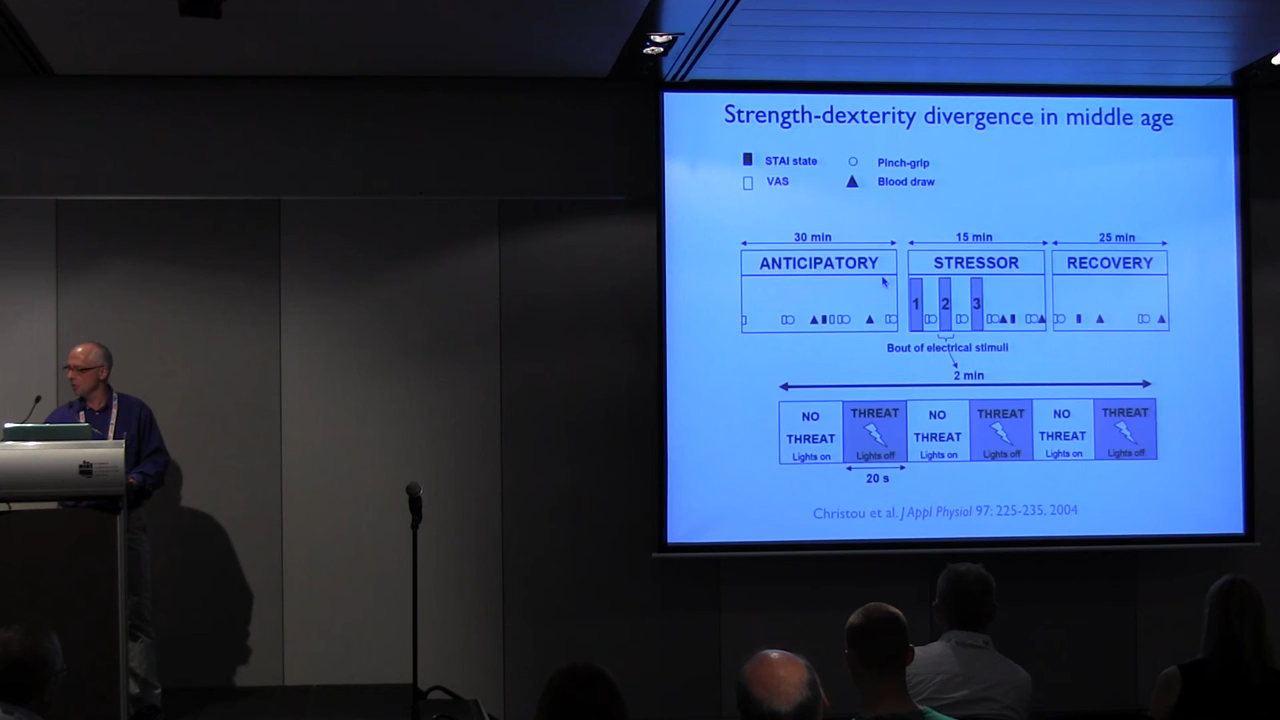 Strength-dexterity divergence in middle age
STAI state
Pinch-grip
VAS
Blood draw
30 min
15 min
25 min
ANTICIPATORY
STRESSOR
RECOVERY
1
2
3
Bout of electrical stimuli
2 min
NO THREAT Lights on
THREAT Lights off
NO THREAT Lights on
THREAT Lights off
NO THREAT Lights on
THREAT Lights off
20 s
Christou et al. J Appl Physiol 97: 225-235, 2004